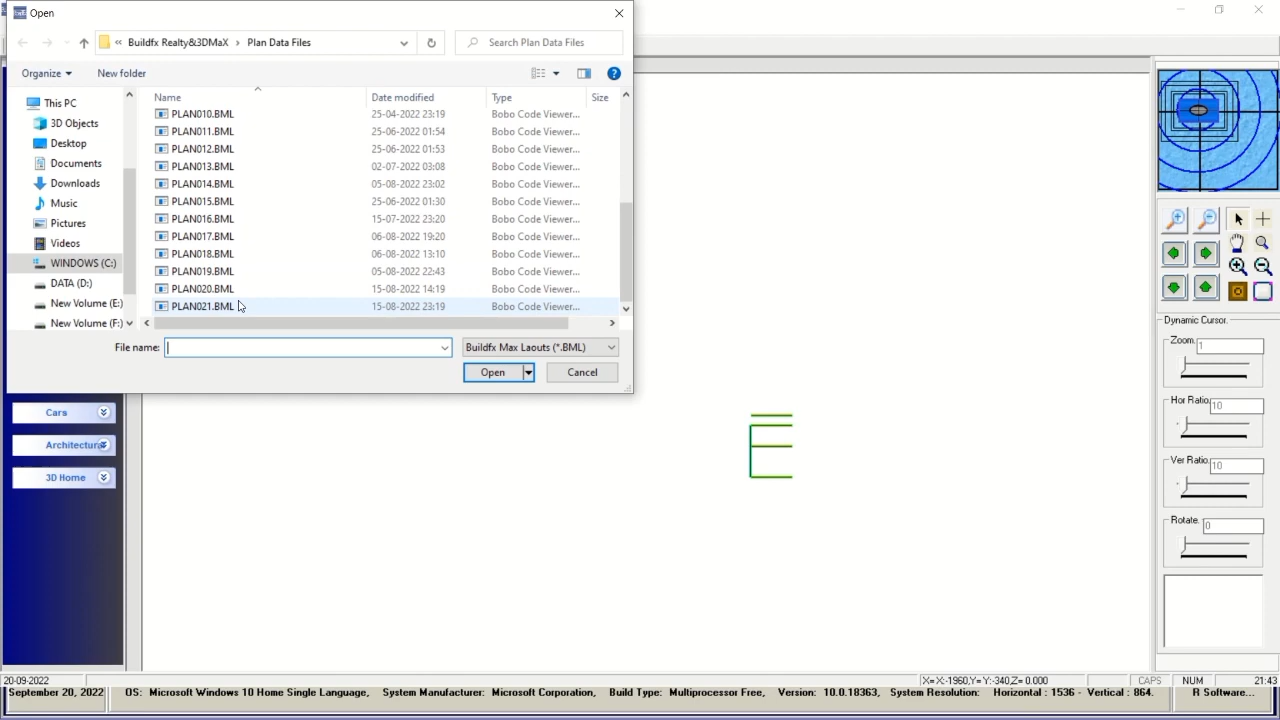 Open
« Buildfx Realty&3DMaX › Plan Data Files
Search Plan Data Files
Organize
New folder
This PC
3D Objects
Desktop
Documents
Downloads
Music
Pictures
Videos
WINDOWS (C:)
DATA (D:)
New Volume (E:)
New Volume (F:)
Name Date modified Type Size
PLAN010.BML 25-04-2022 23:19 Bobo Code Viewer...
PLAN011.BML 25-06-2022 01:54 Bobo Code Viewer...
PLAN012.BML 25-06-2022 01:53 Bobo Code Viewer...
PLAN013.BML 02-07-2022 03:08 Bobo Code Viewer...
PLAN014.BML 05-08-2022 23:02 Bobo Code Viewer...
PLAN015.BML 25-06-2022 01:30 Bobo Code Viewer...
PLAN016.BML 15-07-2022 23:20 Bobo Code Viewer...
PLAN017.BML 06-08-2022 19:20 Bobo Code Viewer...
PLAN018.BML 06-08-2022 13:10 Bobo Code Viewer...
PLAN019.BML 05-08-2022 22:43 Bobo Code Viewer...
PLAN020.BML 15-08-2022 14:19 Bobo Code Viewer...
PLAN021.BML 15-08-2022 23:19 Bobo Code Viewer...
File name:
Buildfx Max Laouts (*.BML)
Open
Cancel
Cars
Architectura
3D Home
Dynamic Cursor.
Zoom. 1
Hor Ratio. 10
Ver Ratio. 10
Rotate. 0
20-09-2022
X= X:-1960,Y= Y:-340,Z= 0.000
CAPS
NUM
21:43
September 20, 2022
OS: Microsoft Windows 10 Home Single Language, System Manufacturer: Microsoft Corporation, Build Type: Multiprocessor Free, Version: 10.0.18363, System Resolution: Horizontal : 1536 - Vertical : 864.
R Software...